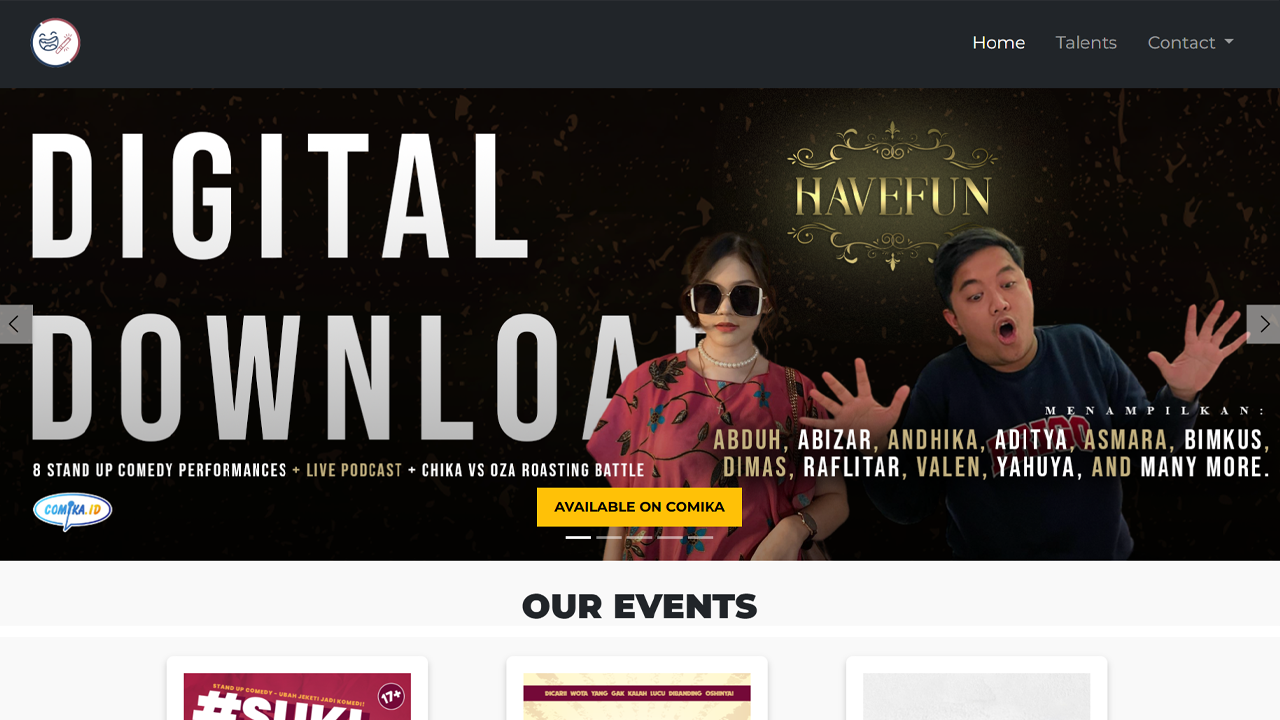 Home Talents Contact
DIGITAL
HAVEFUN
DOWNLOA
MENAMPILKAN:
ABDUH, ABIZAR, ANDHIKA, ADITYA, ASMARA, BIMKUS,
DIMAS, RAFLITAR, VALEN, YAHUYA, AND MANY MORE.
8 STAND UP COMEDY PERFORMANCES + LIVE PODCAST + CHIKA VS OZA ROASTING BATTLE
COMIKA.ID
AVAILABLE ON COMIKA
OUR EVENTS
STAND UP COMEDY - UBAH JEKETI JADI KOMEDI!
17+
#SUKI
DICARI! WOTA YANG GAK KALAH LUCU DIBANDING OSHINYA!